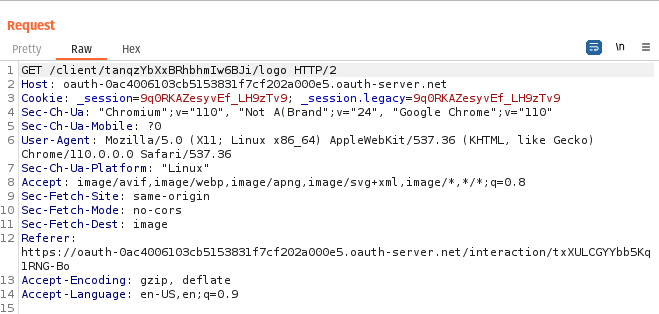 Request
Pretty Raw Hex \n ≡
1 GET /client/tanqzYbXxBRhbhmIw6BJi/logo HTTP/2
2 Host: oauth-0ac4006103cb5153831f7cf202a000e5.oauth-server.net
3 Cookie: _session=9q0RKAZesyvEf_LH9zTv9; _session.legacy=9q0RKAZesyvEf_LH9zTv9
4 Sec-Ch-Ua: "Chromium";v="110", "Not A(Brand";v="24", "Google Chrome";v="110"
5 Sec-Ch-Ua-Mobile: ?0
6 User-Agent: Mozilla/5.0 (X11; Linux x86_64) AppleWebKit/537.36 (KHTML, like Gecko)
Chrome/110.0.0.0 Safari/537.36
7 Sec-Ch-Ua-Platform: "Linux"
8 Accept: image/avif,image/webp,image/apng,image/svg+xml,image/*,*/*;q=0.8
9 Sec-Fetch-Site: same-origin
10 Sec-Fetch-Mode: no-cors
11 Sec-Fetch-Dest: image
12 Referer:
https://oauth-0ac4006103cb5153831f7cf202a000e5.oauth-server.net/interaction/txXULCGYYbb5Kq
1RNG-Bo
13 Accept-Encoding: gzip, deflate
14 Accept-Language: en-US,en;q=0.9
15